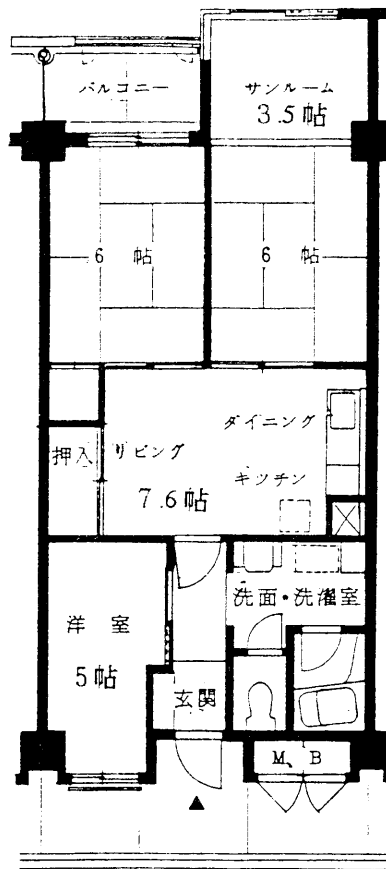 バルコニー
サンルーム
3.5帖
6 帖
6 帖
ダイニング
押入
リビング
キッチン
7.6帖
洋室
5帖
洗面・洗濯室
玄関
M、B